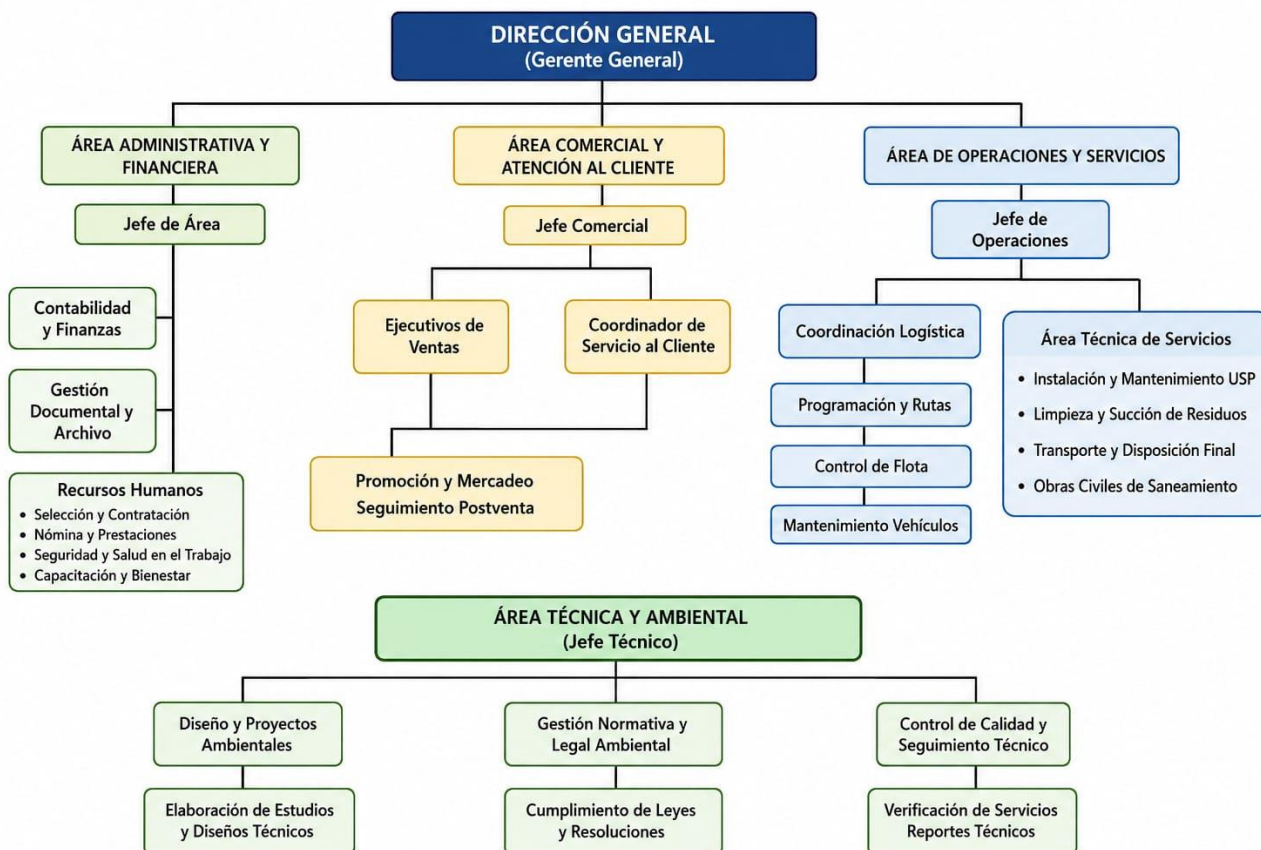 DIRECCIÓN GENERAL
(Gerente General)
ÁREA ADMINISTRATIVA Y
FINANCIERA
Jefe de Área
Contabilidad
y Finanzas
Gestión
Documental y
Archivo
Recursos Humanos
• Selección y Contratación
• Nómina y Prestaciones
• Seguridad y Salud en el Trabajo
• Capacitación y Bienestar
ÁREA COMERCIAL Y
ATENCIÓN AL CLIENTE
Jefe Comercial
Ejecutivos de
Ventas
Coordinador de
Servicio al Cliente
Promoción y Mercadeo
Seguimiento Postventa
ÁREA DE OPERACIONES Y SERVICIOS
Jefe de
Operaciones
Coordinación Logística
Programación y Rutas
Control de Flota
Mantenimiento Vehículos
Área Técnica de Servicios
• Instalación y Mantenimiento USP
• Limpieza y Succión de Residuos
• Transporte y Disposición Final
• Obras Civiles de Saneamiento
ÁREA TÉCNICA Y AMBIENTAL
(Jefe Técnico)
Diseño y Proyectos
Ambientales
Elaboración de Estudios
y Diseños Técnicos
Gestión Normativa y
Legal Ambiental
Cumplimiento de Leyes
y Resoluciones
Control de Calidad y
Seguimiento Técnico
Verificación de Servicios
Reportes Técnicos